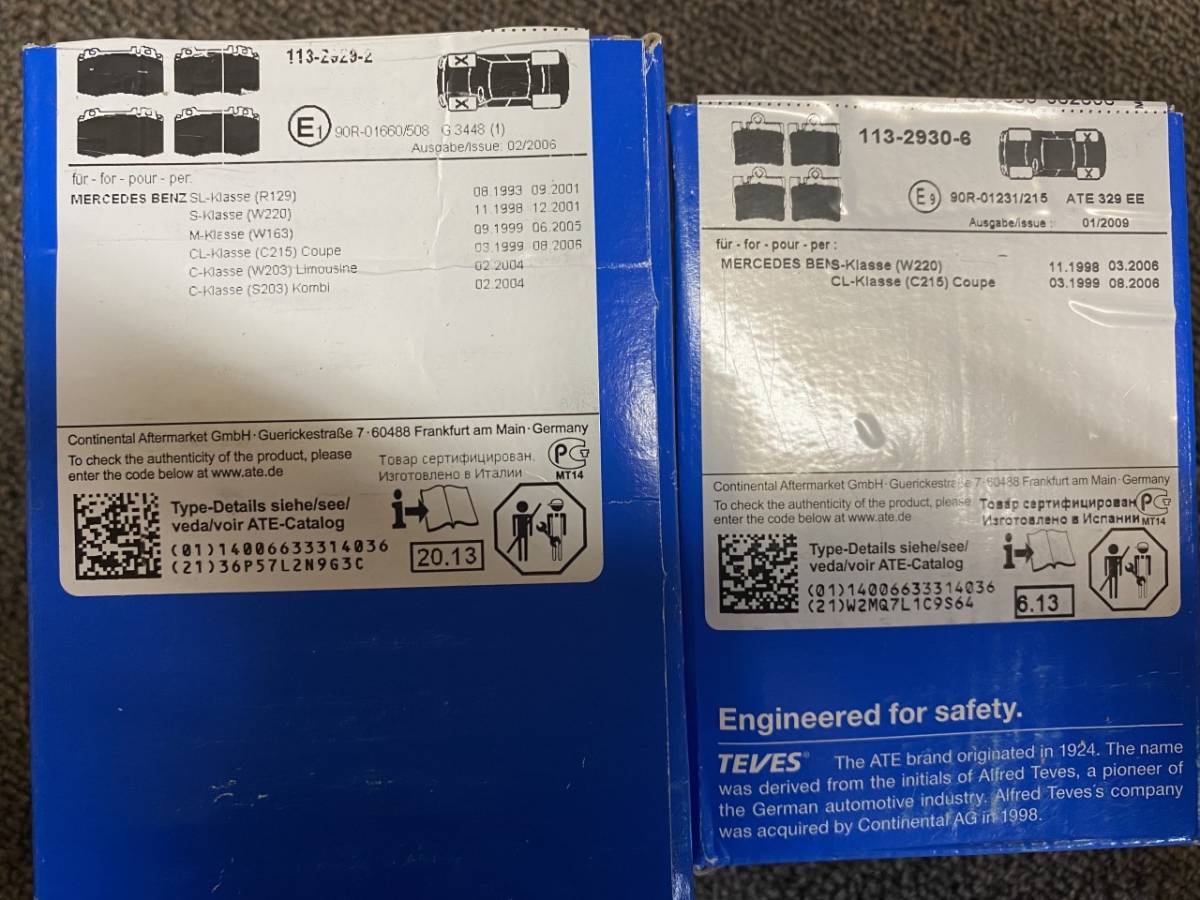 113-2929-2
E1 90R-01660/508 G 3448 (1)
Ausgabe/Issue: 02/2006
für - for - pour - per:
MERCEDES BENZ SL-Klasse (R129) 08.1993 09.2001
S-Klasse (W220) 11.1998 12.2001
M-Klasse (W163) 09.1999 06.2005
CL-Klasse (C215) Coupe 03.1999 08.2006
C-Klasse (W203) Limousine 02.2004
C-Klasse (S203) Kombi 02.2004
Continental Aftermarket GmbH · Guerickestraße 7 · 60488 Frankfurt am Main · Germany
To check the authenticity of the product, please
enter the code below at www.ate.de
Товар сертифицирован.
Изготовлено в Италии
MT14
Type-Details siehe/see/
veda/voir ATE-Catalog
(01)14006633314036
(21)36P57L2N9G3C
20.13
113-2930-6
E9 90R-01231/215 ATE 329 EE
Ausgabe/issue : 01/2009
für - for - pour - per :
MERCEDES BENS-Klasse (W220) 11.1998 03.2006
CL-Klasse (C215) Coupe 03.1999 08.2006
Continental Aftermarket GmbH · Guerickestraße 7 · 60488 Frankfurt am Main · Germany
To check the authenticity of the product, please
enter the code below at www.ate.de
Товар сертифицирован
Изготовлено в Испании
MT14
Type-Details siehe/see/
veda/voir ATE-Catalog
(01)14006633314036
(21)W2MQ7L1C9S64
6.13
Engineered for safety.
TEVES® The ATE brand originated in 1924. The name
was derived from the initials of Alfred Teves, a pioneer of
the German automotive industry. Alfred Teves's company
was acquired by Continental AG in 1998.